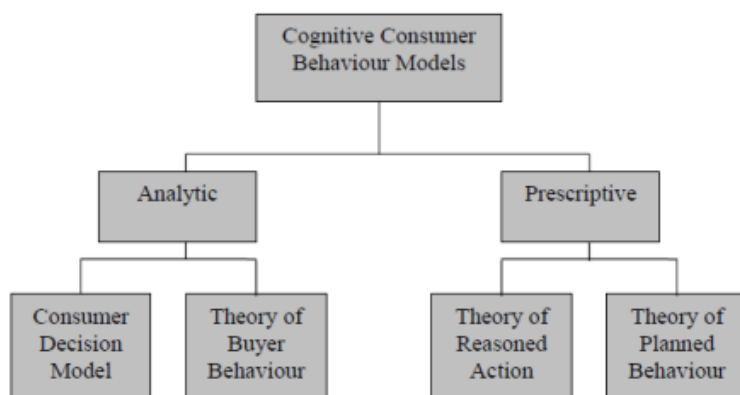 Cognitive Consumer
Behaviour Models
Analytic
Prescriptive
Consumer
Decision
Model
Theory of
Buyer
Behaviour
Theory of
Reasoned
Action
Theory of
Planned
Behaviour